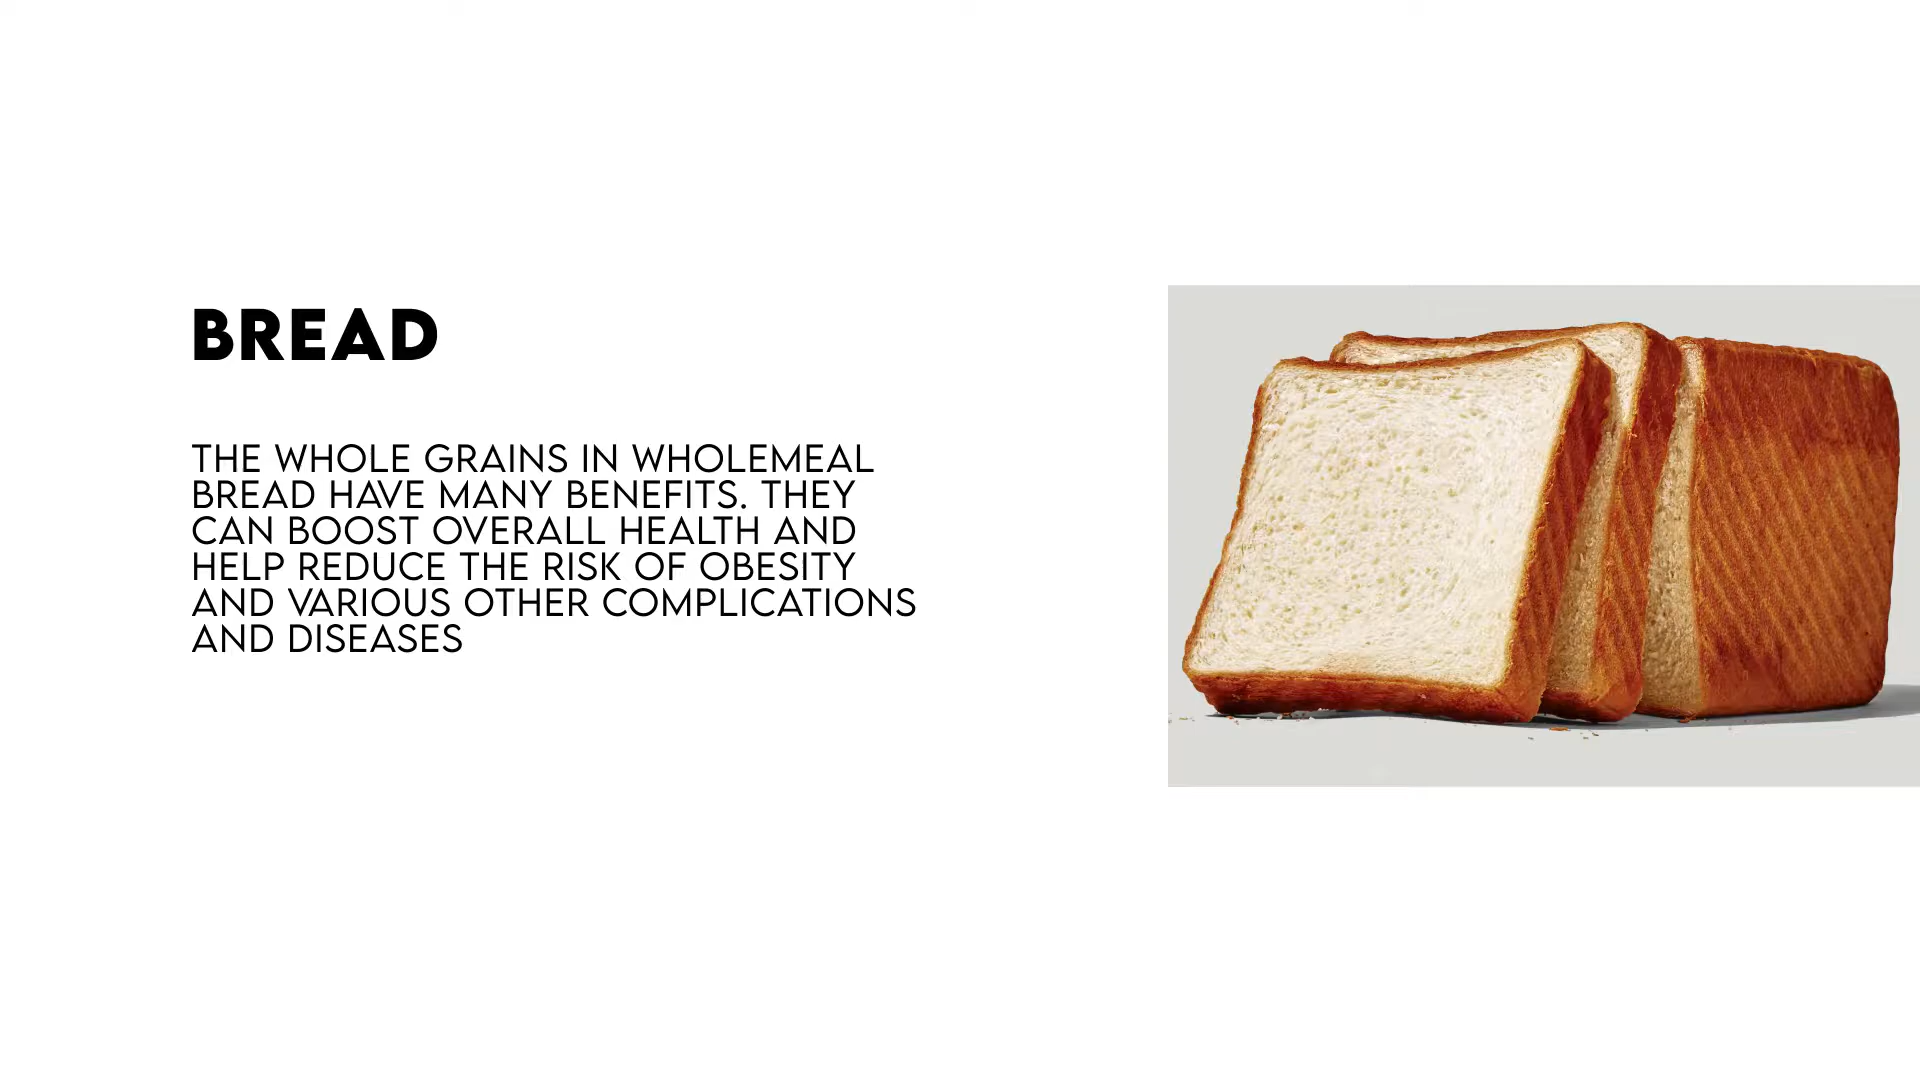 BREAD
THE WHOLE GRAINS IN WHOLEMEAL
BREAD HAVE MANY BENEFITS. THEY
CAN BOOST OVERALL HEALTH AND
HELP REDUCE THE RISK OF OBESITY
AND VARIOUS OTHER COMPLICATIONS
AND DISEASES